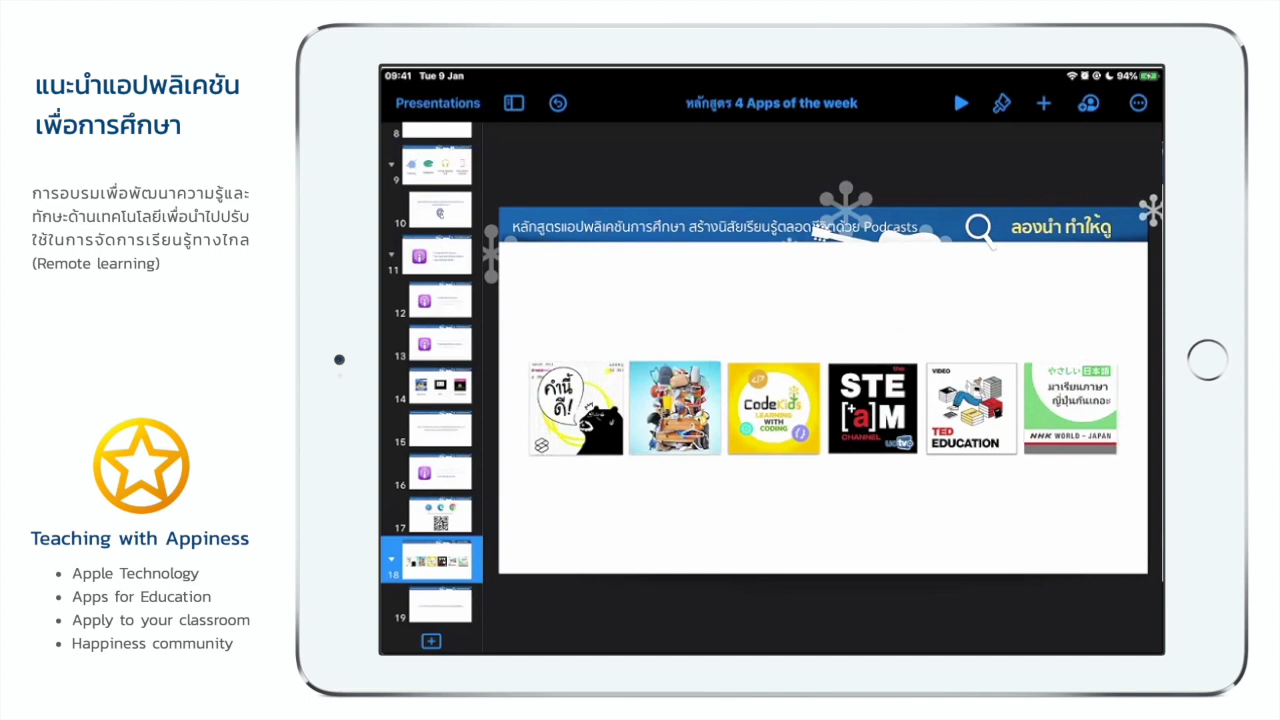 แนะนำแอปพลิเคชัน
เพื่อการศึกษา
การอบรมเพื่อพัฒนาความรู้และ
ทักษะด้านเทคโนโลยีเพื่อนำไปปรับ
ใช้ในการจัดการเรียนรู้ทางไกล
(Remote learning)
Teaching with Appiness
Apple Technology
Apps for Education
Apply to your classroom
Happiness community
09:41 Tue 9 Jan
94%
Presentations
หลักสูตร 4 Apps of the week
8
9
10
11
12
13
14
15
16
17
18
19
หลักสูตรแอปพลิเคชันการศึกษา สร้างนิสัยเรียนรู้ตลอดชีวิตด้วย Podcasts
ลองนำ ทำให้ดู
คำนี้
ดี!
CodeKids
LEARNING
WITH
CODING
the
STE
[+a]M
CHANNEL
VIDEO
TED
EDUCATION
やさしい日本語
มาเรียนภาษา
ญี่ปุ่นกันเถอะ
NHK WORLD - JAPAN